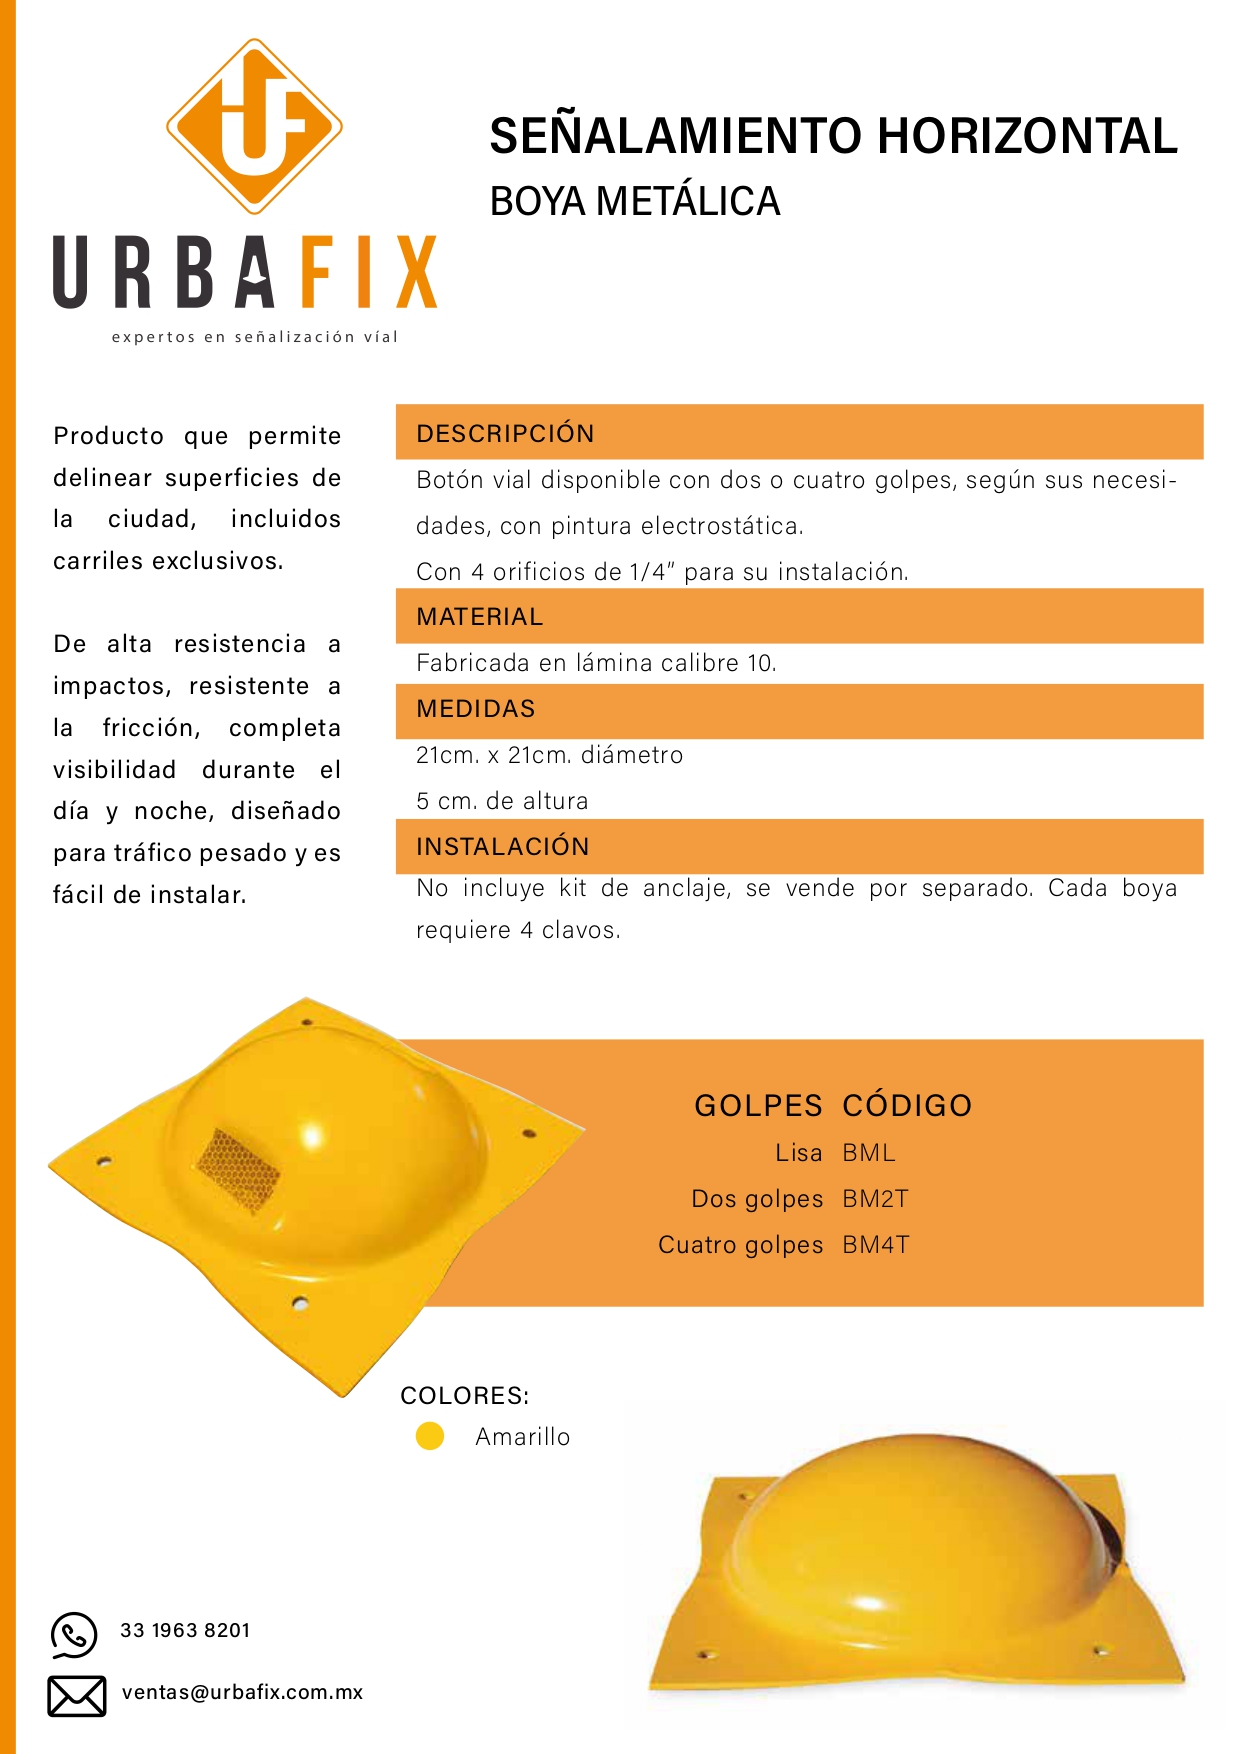 UF
URBAFIX
expertos en señalización víal
SEÑALAMIENTO HORIZONTAL
BOYA METÁLICA
Producto que permite
delinear superficies de
la ciudad, incluidos
carriles exclusivos.
De alta resistencia a
impactos, resistente a
la fricción, completa
visibilidad durante el
día y noche, diseñado
para tráfico pesado y es
fácil de instalar.
DESCRIPCIÓN
Botón vial disponible con dos o cuatro golpes, según sus necesi-
dades, con pintura electrostática.
Con 4 orificios de 1/4" para su instalación.
MATERIAL
Fabricada en lámina calibre 10.
MEDIDAS
21cm. x 21cm. diámetro
5 cm. de altura
INSTALACIÓN
No incluye kit de anclaje, se vende por separado. Cada boya
requiere 4 clavos.
GOLPES CÓDIGO
Lisa BML
Dos golpes BM2T
Cuatro golpes BM4T
COLORES:
Amarillo
33 1963 8201
ventas@urbafix.com.mx